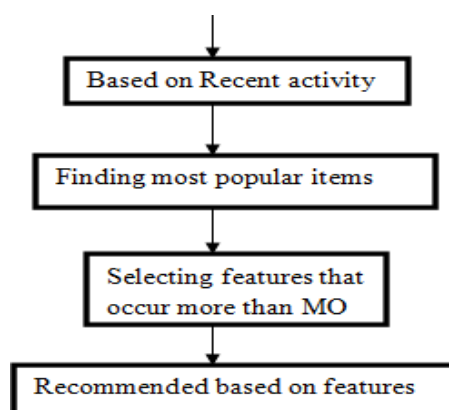 Based on Recent activity
Finding most popular items
Selecting features that
occur more than MO
Recommended based on features